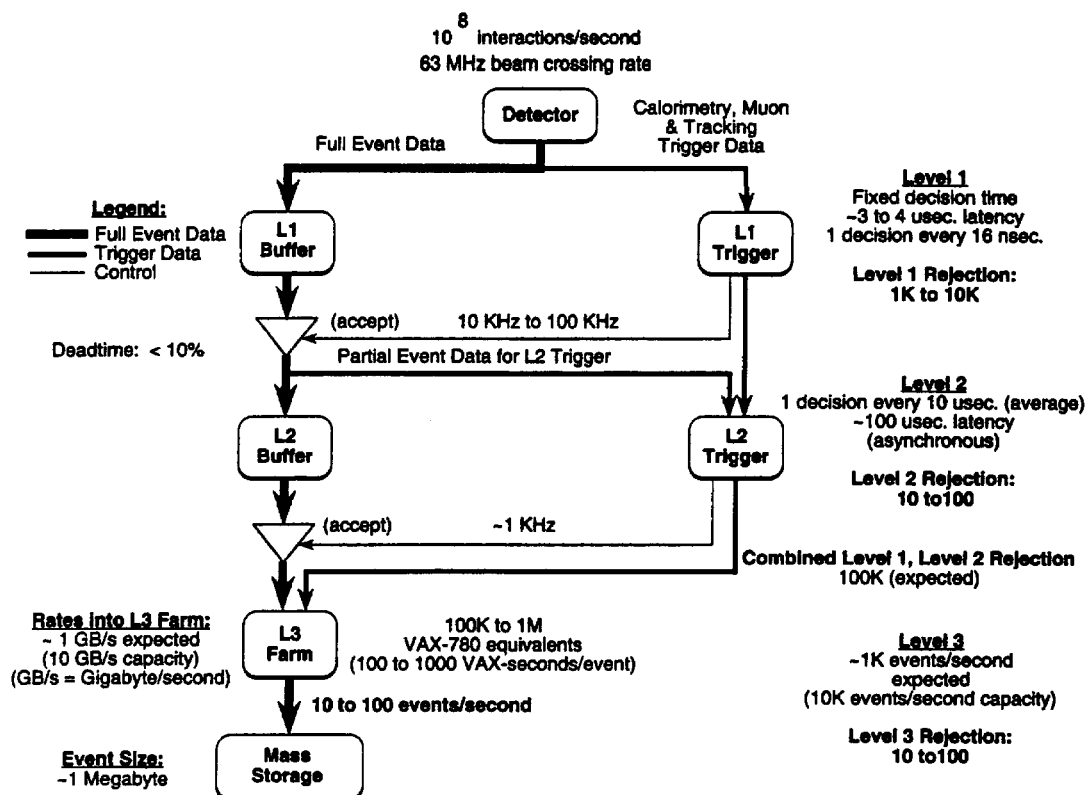 8
10 interactions/second
63 MHz beam crossing rate
Detector
Calorimetry, Muon
& Tracking
Trigger Data
Full Event Data
Legend:
Full Event Data
Trigger Data
Control
L1
Buffer
L1
Trigger
Level 1
Fixed decision time
~3 to 4 usec. latency
1 decision every 16 nsec.
Level 1 Rejection:
1K to 10K
(accept)
10 KHz to 100 KHz
Deadtime: < 10%
Partial Event Data for L2 Trigger
L2
Buffer
L2
Trigger
Level 2
1 decision every 10 usec. (average)
~100 usec. latency
(asynchronous)
Level 2 Rejection:
10 to100
(accept)
~1 KHz
Combined Level 1, Level 2 Rejection
100K (expected)
Rates into L3 Farm:
~ 1 GB/s expected
(10 GB/s capacity)
(GB/s = Gigabyte/second)
L3
Farm
100K to 1M
VAX-780 equivalents
(100 to 1000 VAX-seconds/event)
Level 3
~1K events/second
expected
(10K events/second capacity)
Level 3 Rejection:
10 to100
10 to 100 events/second
Event Size:
~1 Megabyte
Mass
Storage